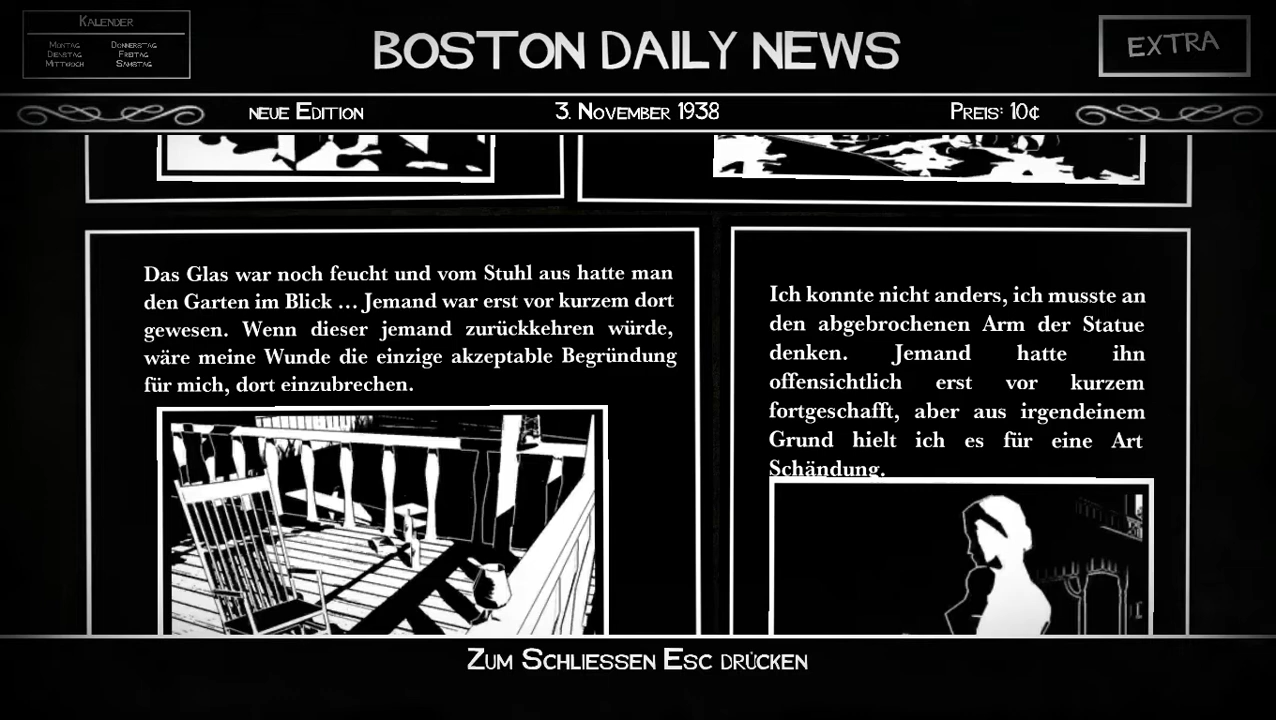 Kalender
Montag Donnerstag
Dienstag Freitag
Mittwoch Samstag
Boston Daily News
EXTRA
neue Edition 3. November 1938 Preis: 10¢
Das Glas war noch feucht und vom Stuhl aus hatte man
den Garten im Blick ... Jemand war erst vor kurzem dort
gewesen. Wenn dieser jemand zurückkehren würde,
wäre meine Wunde die einzige akzeptable Begründung
für mich, dort einzubrechen.
Ich konnte nicht anders, ich musste an
den abgebrochenen Arm der Statue
denken. Jemand hatte ihn
offensichtlich erst vor kurzem
fortgeschafft, aber aus irgendeinem
Grund hielt ich es für eine Art
Schändung.
Zum Schliessen Esc drücken